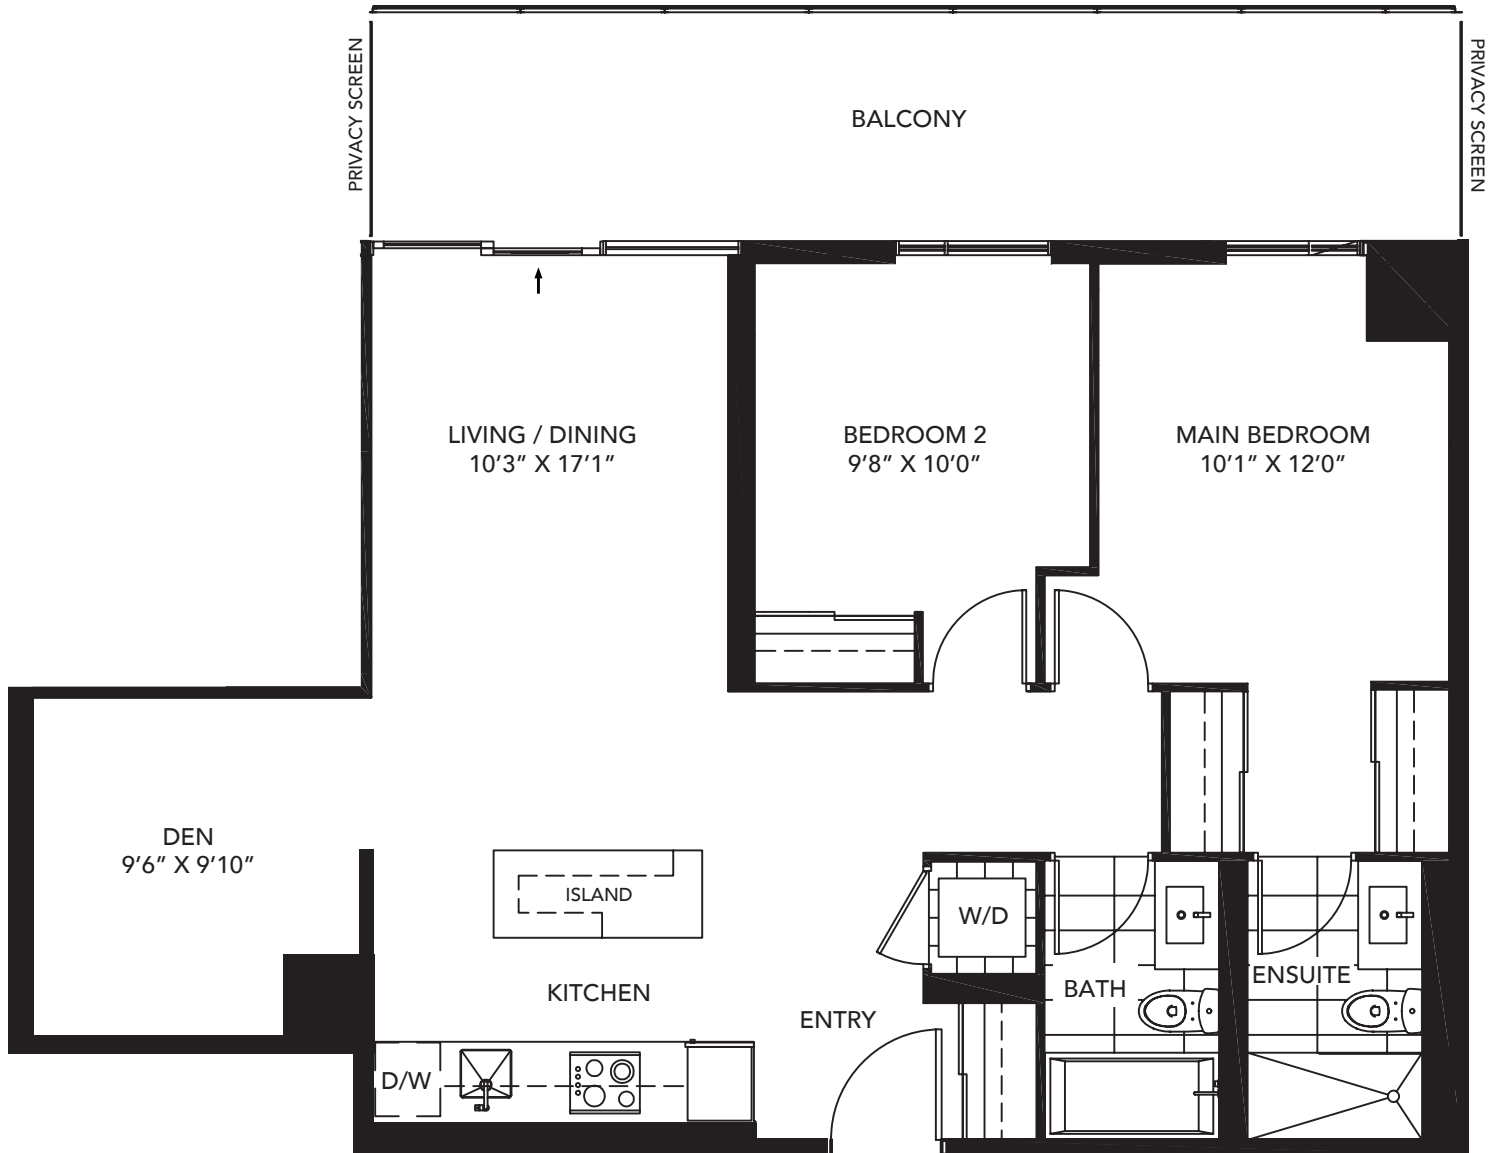 PRIVACY SCREEN
BALCONY
PRIVACY SCREEN
LIVING / DINING
10’3” X 17’1”
BEDROOM 2
9’8” X 10’0”
MAIN BEDROOM
10’1” X 12’0”
DEN
9’6” X 9’10”
ISLAND
W/D
KITCHEN
ENTRY
BATH
ENSUITE
D/W